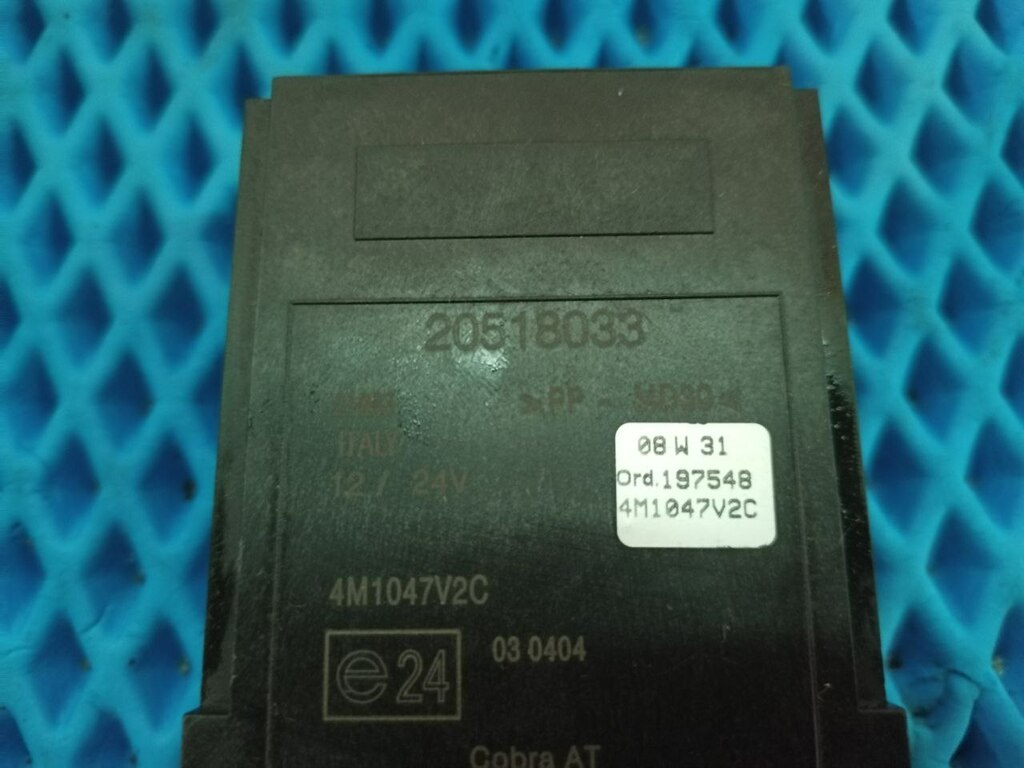 20518033
ITALY
12 / 24V
08 W 31
Ord.197548
4M1047V2C
4M1047V2C
e24
03 0404
Cobra AT